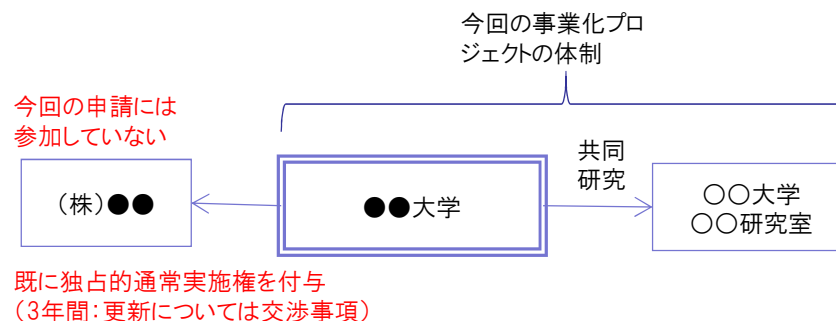 今回の事業化プロ
ジェクトの体制
今回の申請には
参加していない
共同
研究
(株)●●
●●大学
〇〇大学
〇〇研究室
既に独占的通常実施権を付与
(3年間:更新については交渉事項)